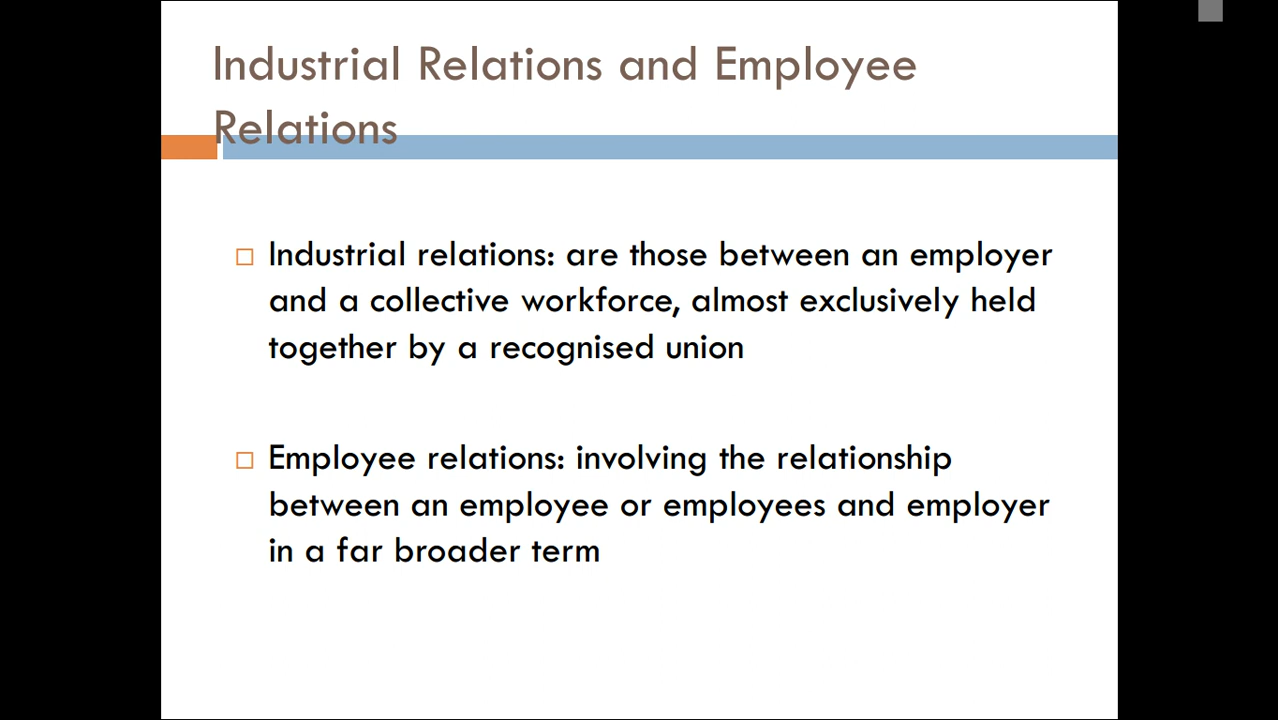 Industrial Relations and Employee
Relations
Industrial relations: are those between an employer
and a collective workforce, almost exclusively held
together by a recognised union
Employee relations: involving the relationship
between an employee or employees and employer
in a far broader term